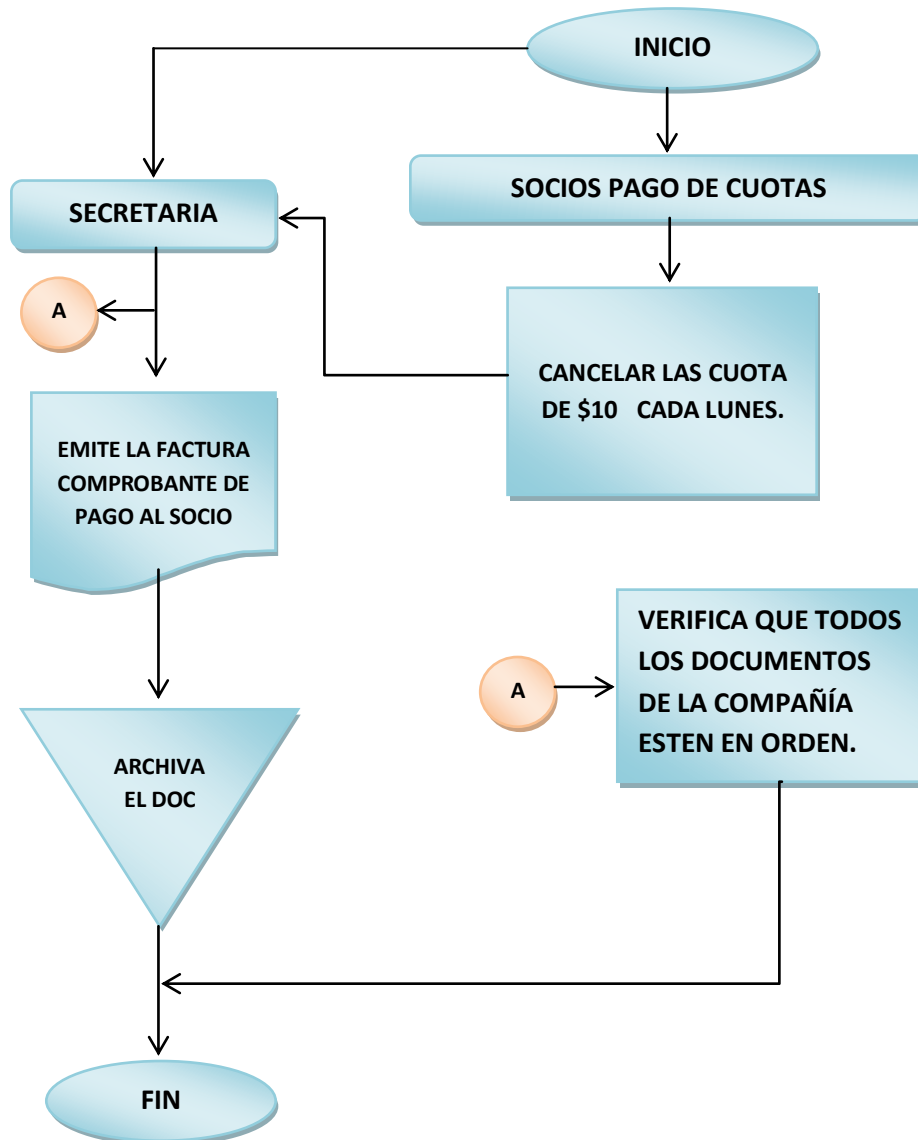 INICIO
SOCIOS PAGO DE CUOTAS
SECRETARIA
A
CANCELAR LAS CUOTA
DE $10 CADA LUNES.
EMITE LA FACTURA
COMPROBANTE DE
PAGO AL SOCIO
VERIFICA QUE TODOS
LOS DOCUMENTOS
DE LA COMPAÑÍA
ESTEN EN ORDEN.
A
ARCHIVA
EL DOC
FIN